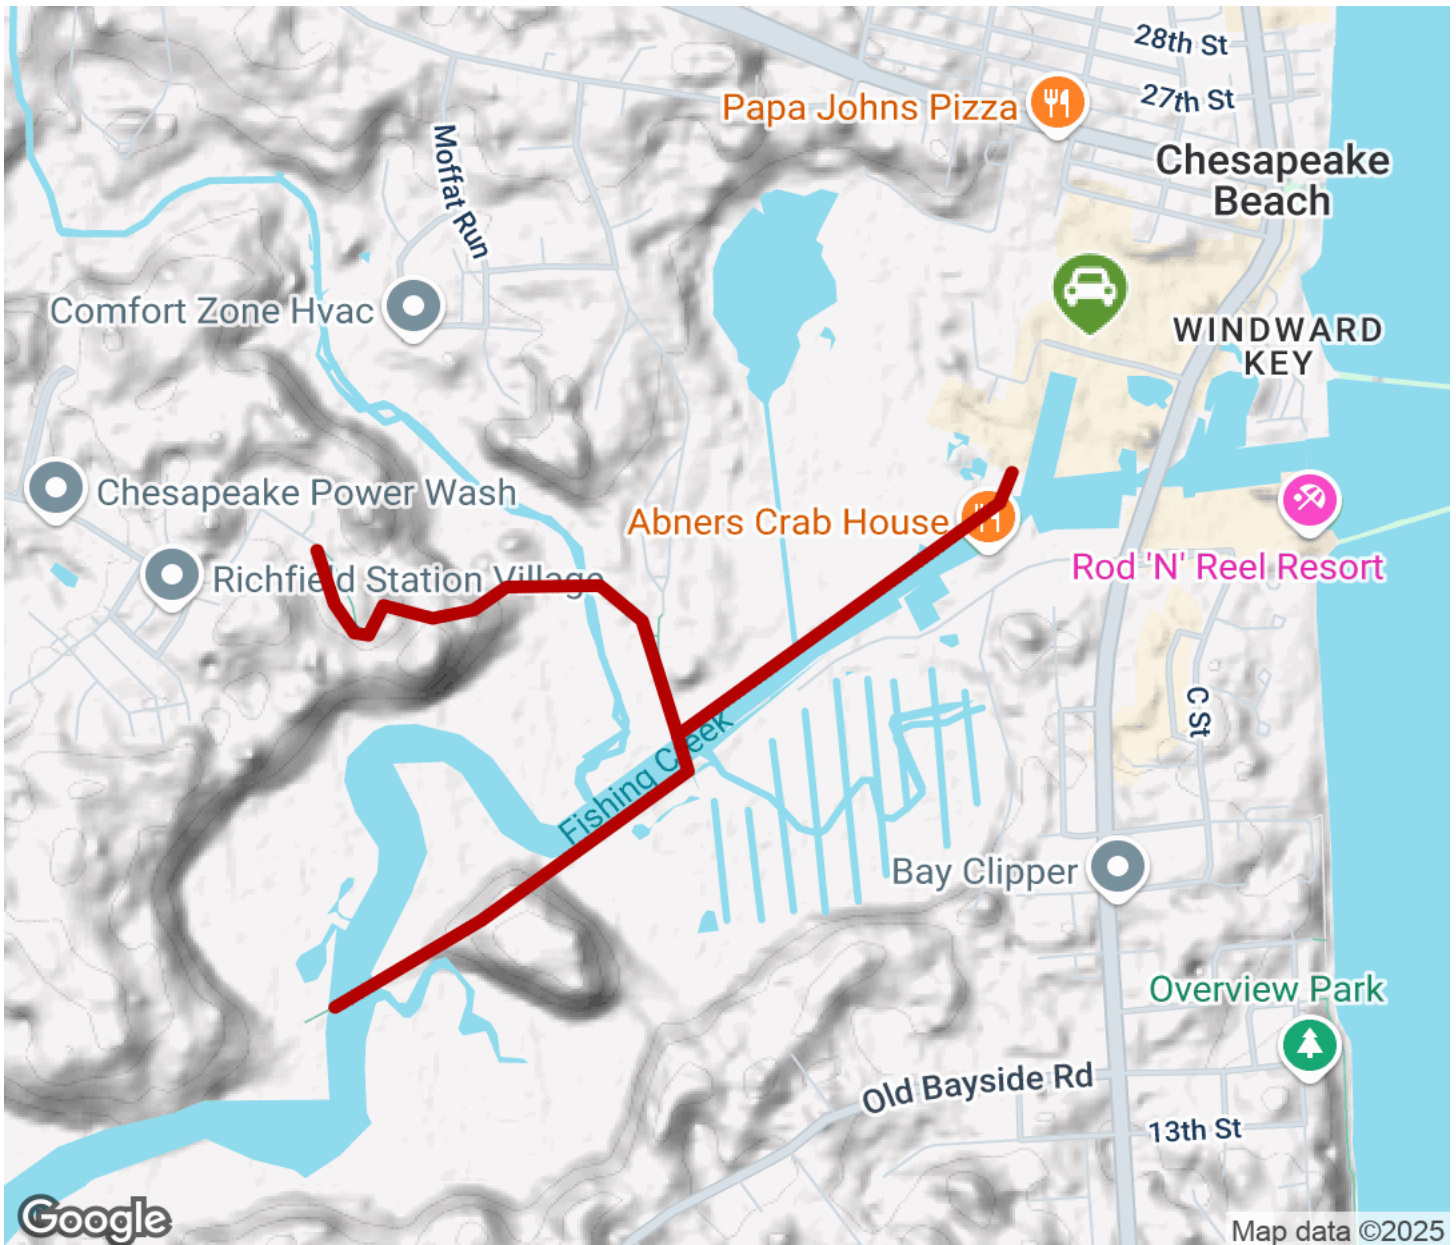 28th St
27th St
Papa Johns Pizza
Chesapeake
Beach
Moffat Run
Comfort Zone Hvac
WINDWARD
KEY
Chesapeake Power Wash
Abners Crab House
Rod 'N' Reel Resort
Richfield Station Village
C St
Fishing Creek
Bay Clipper
Overview Park
Old Bayside Rd
13th St
Google
Map data ©2025